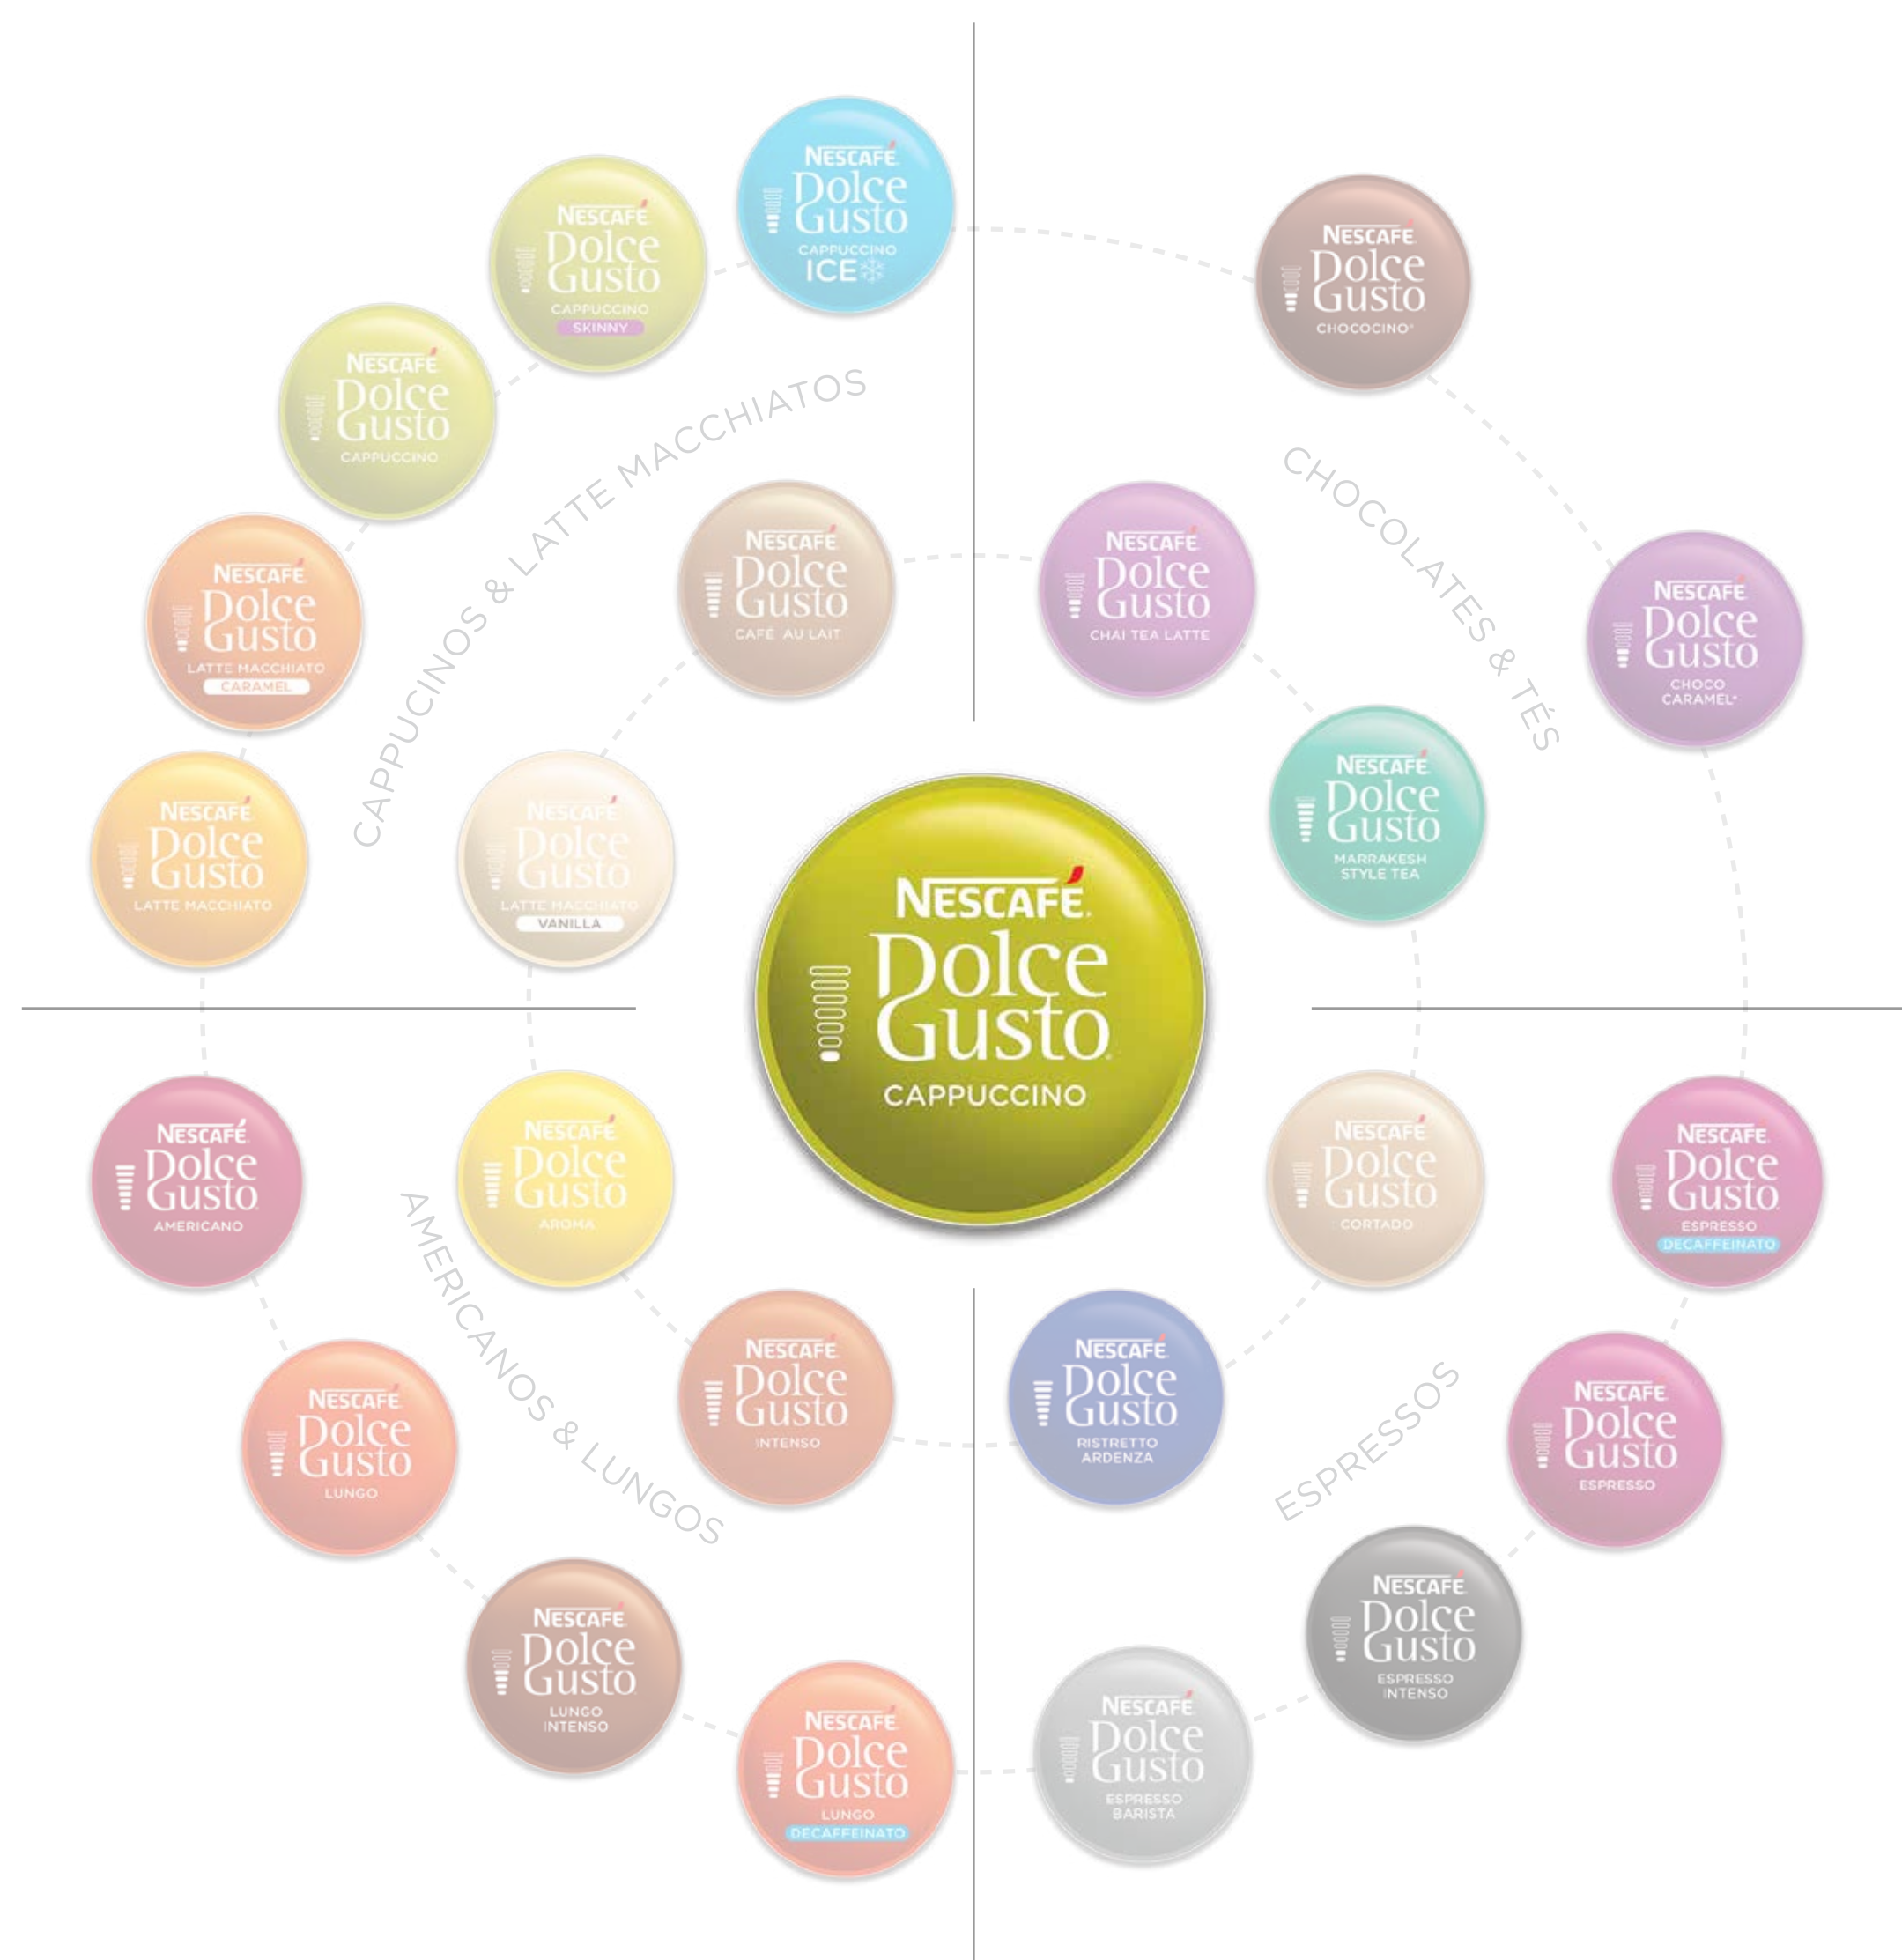 NESCAFÉ
Dolce
Gusto
CAPPUCCINO
ICE
NESCAFÉ
Dolce
Gusto
CAPPUCCINO
SKINNY
NESCAFÉ
Dolce
Gusto
CAPPUCCINO
NESCAFÉ
Dolce
Gusto
LATTE MACCHIATO
CARAMEL
NESCAFÉ
Dolce
Gusto
LATTE MACCHIATO
CAPPUCINOS & LATTE MACCHIATOS
NESCAFÉ
Dolce
Gusto
CAFÉ AU LAIT
NESCAFÉ
Dolce
Gusto
LATTE MACCHIATO
VANILLA
NESCAFÉ
Dolce
Gusto
CHOCOCINO*
NESCAFÉ
Dolce
Gusto
CHOCO
CARAMEL*
CHOCOLATES & TÉS
NESCAFÉ
Dolce
Gusto
CHAI TEA LATTE
NESCAFÉ
Dolce
Gusto
MARRAKESH
STYLE TEA
NESCAFÉ.
Dolce
Gusto
CAPPUCCINO
NESCAFÉ
Dolce
Gusto
AMERICANO
NESCAFÉ
Dolce
Gusto
AROMA
AMERICANOS & LUNGOS
NESCAFÉ
Dolce
Gusto
INTENSO
NESCAFÉ
Dolce
Gusto
LUNGO
NESCAFÉ
Dolce
Gusto
LUNGO
INTENSO
NESCAFÉ
Dolce
Gusto
LUNGO
DECAFFEINATO
NESCAFÉ
Dolce
Gusto
CORTADO
NESCAFÉ
Dolce
Gusto
ESPRESSO
DECAFFEINATO
NESCAFÉ
Dolce
Gusto
RISTRETTO
ARDENZA
ESPRESSOS
NESCAFÉ
Dolce
Gusto
ESPRESSO
NESCAFÉ
Dolce
Gusto
ESPRESSO
INTENSO
NESCAFÉ
Dolce
Gusto
ESPRESSO
BARISTA